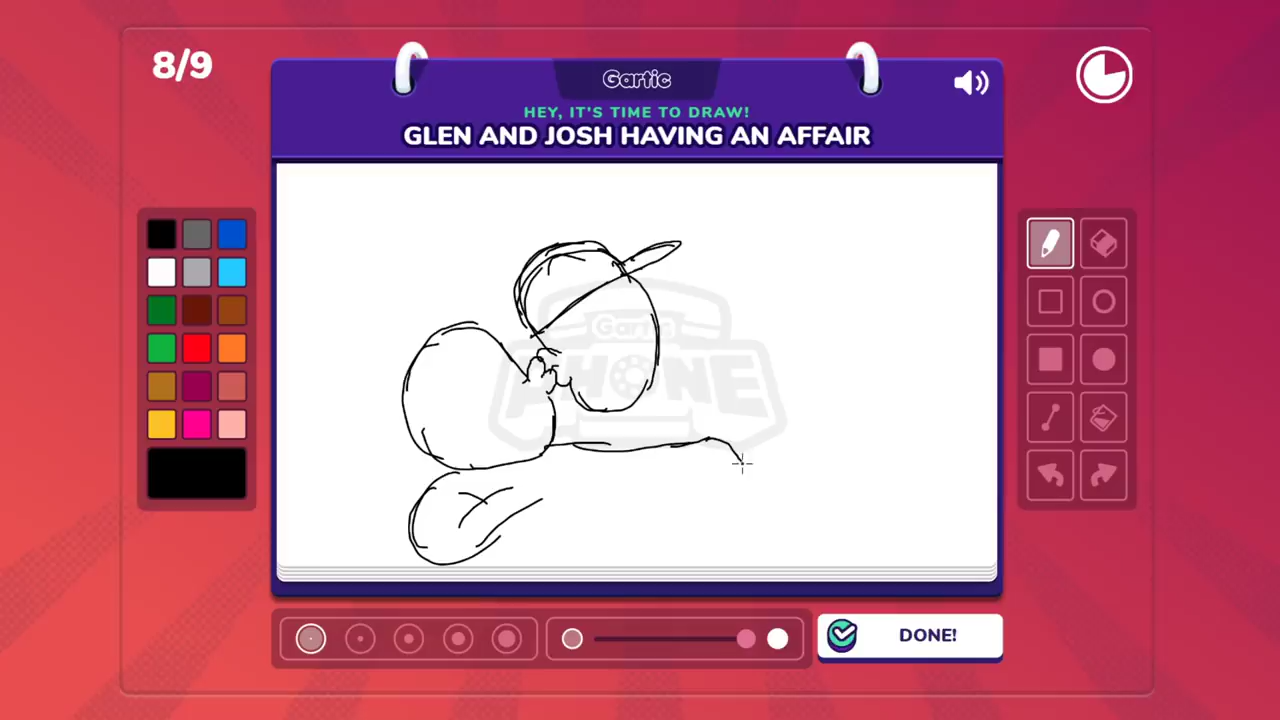 8/9
Gartic
HEY, IT'S TIME TO DRAW!
GLEN AND JOSH HAVING AN AFFAIR
Gartic
PHONE
DONE!